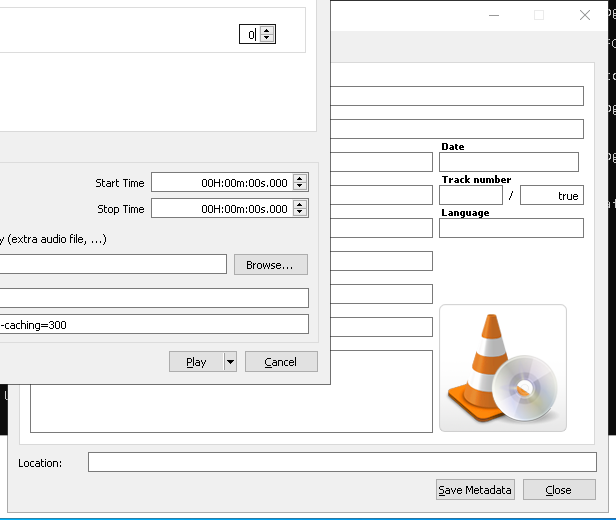 0
Date
Track number
/ true
Language
Start Time 00H:00m:00s.000
Stop Time 00H:00m:00s.000
y (extra audio file, ...)
Browse...
-caching=300
Play Cancel
Location:
Save Metadata Close